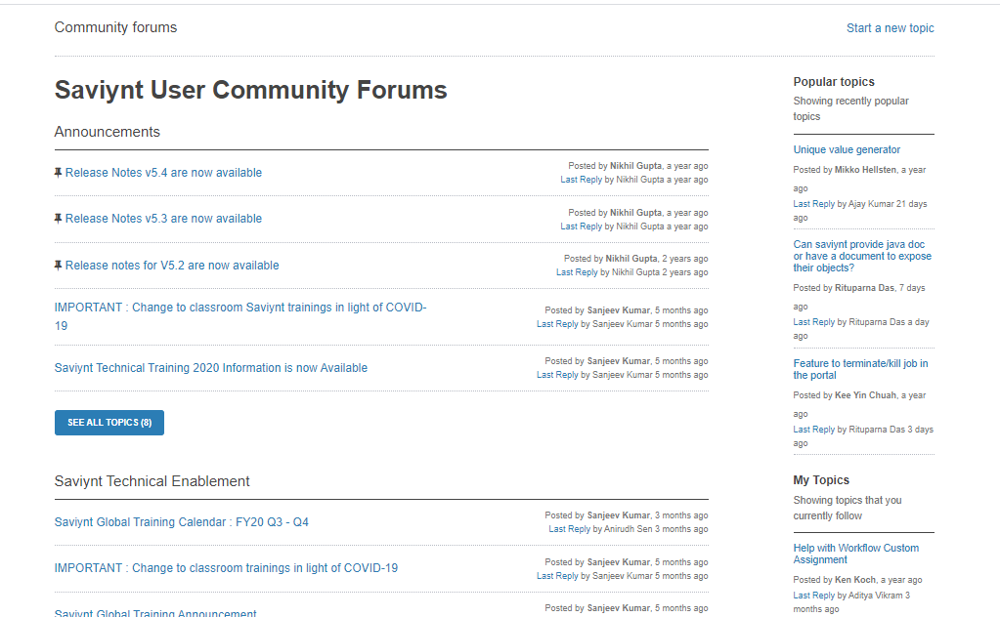 Community forums
Start a new topic
Saviynt User Community Forums
Announcements
Release Notes v5.4 are now available
Posted by Nikhil Gupta, a year ago
Last Reply by Nikhil Gupta a year ago
Release Notes v5.3 are now available
Posted by Nikhil Gupta, a year ago
Last Reply by Nikhil Gupta a year ago
Release notes for V5.2 are now available
Posted by Nikhil Gupta, 2 years ago
Last Reply by Nikhil Gupta 2 years ago
IMPORTANT : Change to classroom Saviynt trainings in light of COVID-
19
Posted by Sanjeev Kumar, 5 months ago
Last Reply by Sanjeev Kumar 5 months ago
Saviynt Technical Training 2020 Information is now Available
Posted by Sanjeev Kumar, 5 months ago
Last Reply by Sanjeev Kumar 5 months ago
SEE ALL TOPICS (8)
Saviynt Technical Enablement
Saviynt Global Training Calendar : FY20 Q3 - Q4
Posted by Sanjeev Kumar, 3 months ago
Last Reply by Anirudh Sen 3 months ago
IMPORTANT : Change to classroom trainings in light of COVID-19
Posted by Sanjeev Kumar, 5 months ago
Last Reply by Sanjeev Kumar 5 months ago
Saviynt Global Training Announcement
Posted by Sanjeev Kumar, 5 months ago
Popular topics
Showing recently popular
topics
Unique value generator
Posted by Mikko Hellsten, a year
ago
Last Reply by Ajay Kumar 21 days
ago
Can saviynt provide java doc
or have a document to expose
their objects?
Posted by Rituparna Das, 7 days
ago
Last Reply by Rituparna Das a day
ago
Feature to terminate/kill job in
the portal
Posted by Kee Yin Chuah, a year
ago
Last Reply by Rituparna Das 3 days
ago
My Topics
Showing topics that you
currently follow
Help with Workflow Custom
Assignment
Posted by Ken Koch, a year ago
Last Reply by Aditya Vikram 3
months ago